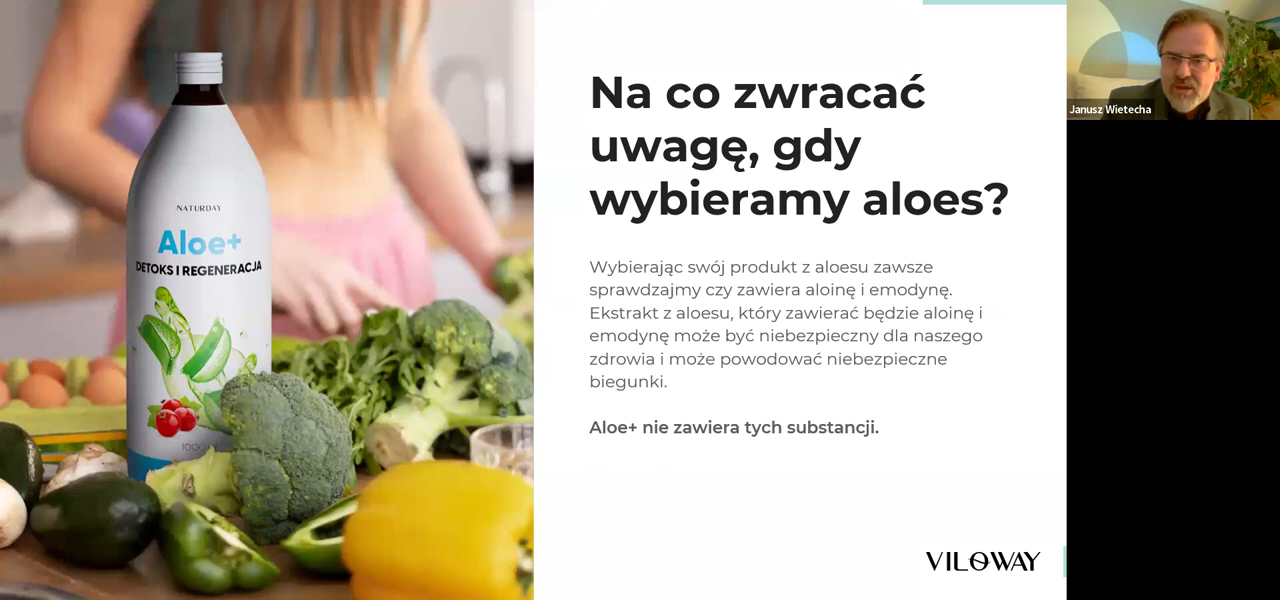 Na co zwracać
uwagę, gdy
wybieramy aloes?
Wybierając swój produkt z aloesu zawsze
sprawdzajmy czy zawiera aloinę i emodynę.
Ekstrakt z aloesu, który zawierać będzie aloinę i
emodynę może być niebezpieczny dla naszego
zdrowia i może powodować niebezpieczne
biegunki.
Aloe+ nie zawiera tych substancji.
VILOWAY
NATURDAY
Aloe+
DETOKS I REGENERACJA
Janusz Wietecha